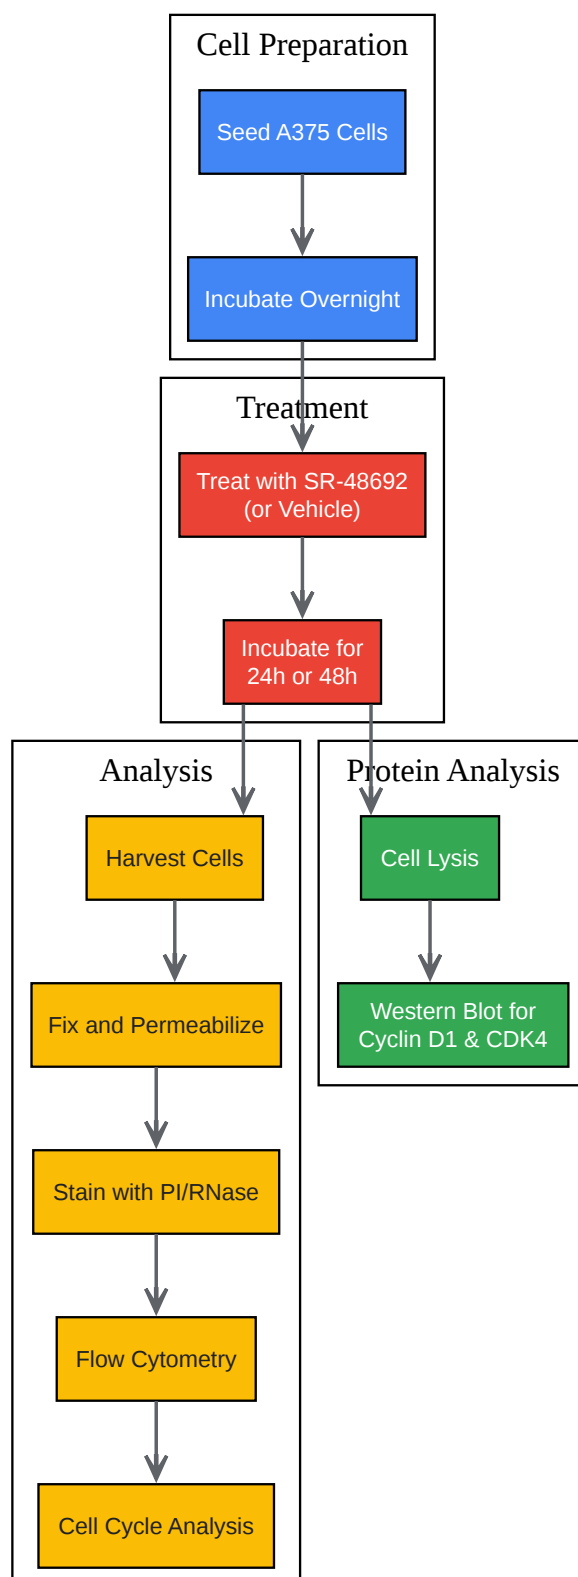 Cell Preparation
Seed A375 Cells
Incubate Overnight
Treatment
Treat with SR-48692
(or Vehicle)
Incubate for
24h or 48h
Analysis
Harvest Cells
Fix and Permeabilize
Stain with PI/RNase
Flow Cytometry
Cell Cycle Analysis
Protein Analysis
Cell Lysis
Western Blot for
Cyclin D1 & CDK4